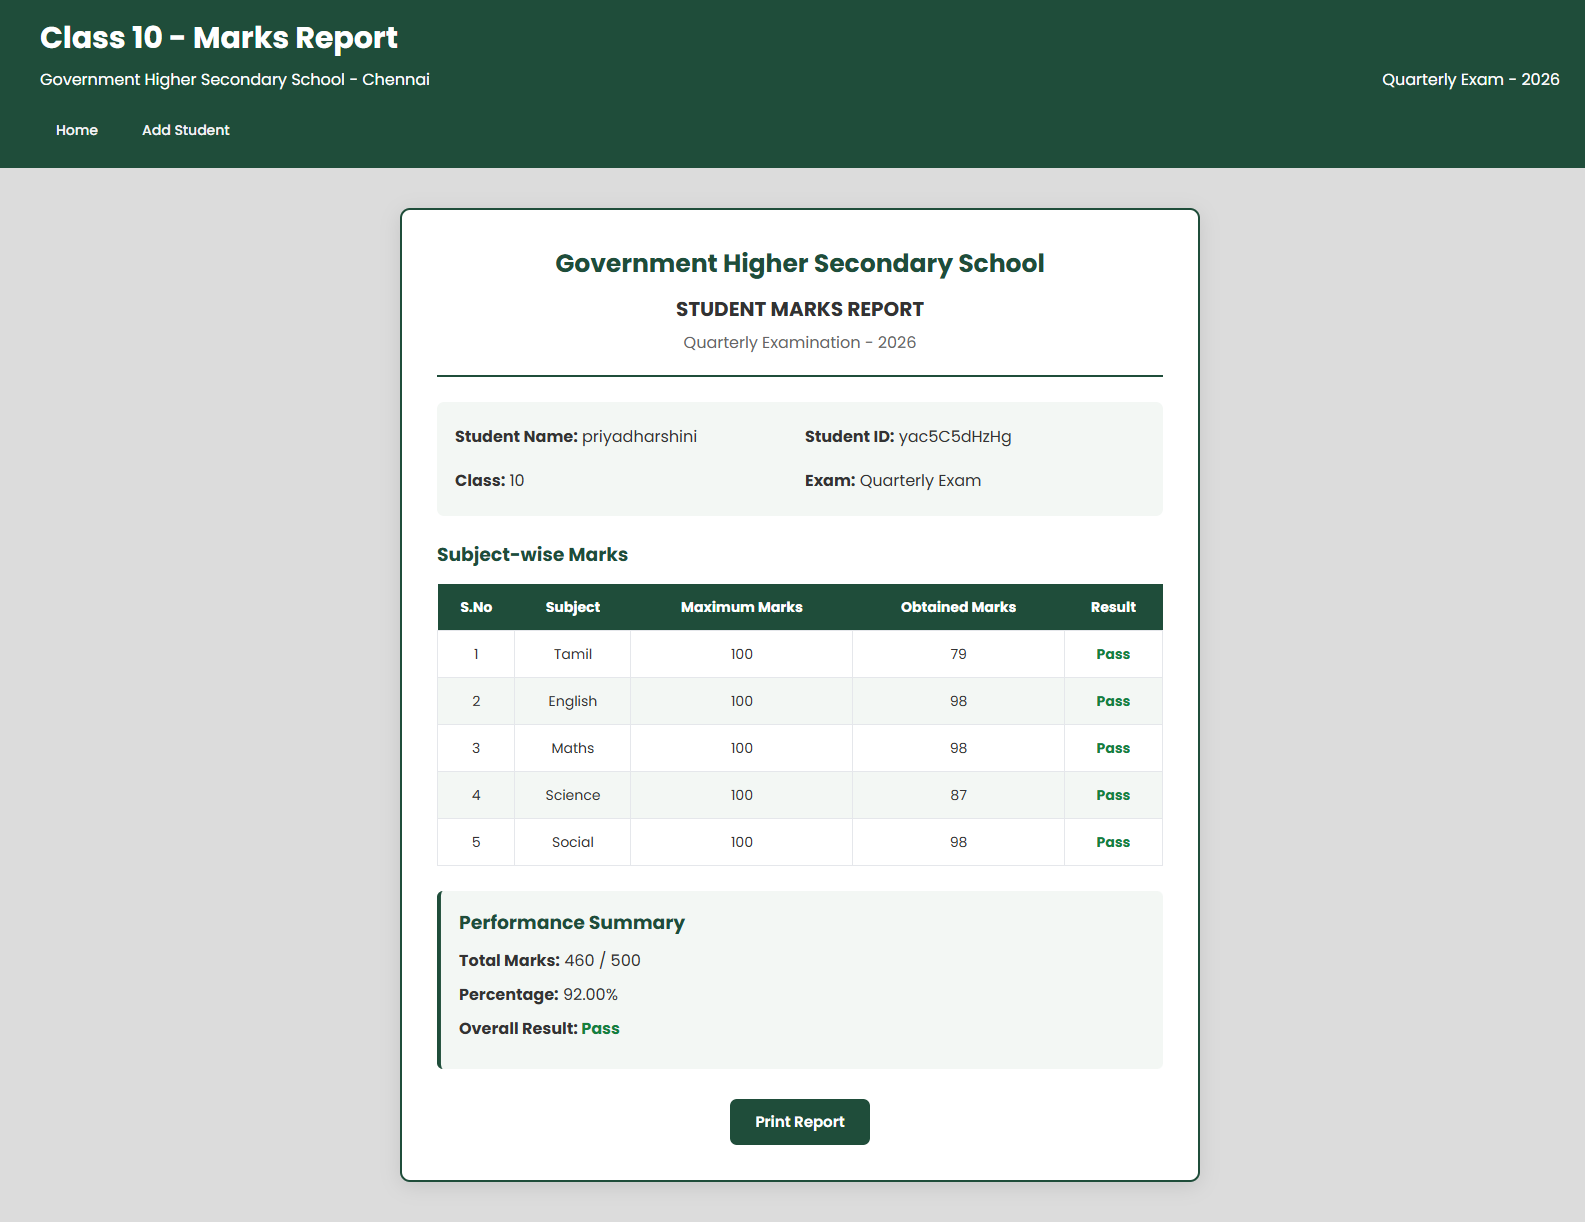 Class 10 - Marks Report
Government Higher Secondary School - Chennai
Quarterly Exam - 2026
Home Add Student
Government Higher Secondary School
STUDENT MARKS REPORT
Quarterly Examination - 2026
Student Name: priyadharshini Student ID: yac5C5dHzHg
Class: 10 Exam: Quarterly Exam
Subject-wise Marks
S.No Subject Maximum Marks Obtained Marks Result
1 Tamil 100 79 Pass
2 English 100 98 Pass
3 Maths 100 98 Pass
4 Science 100 87 Pass
5 Social 100 98 Pass
Performance Summary
Total Marks: 460 / 500
Percentage: 92.00%
Overall Result: Pass
Print Report